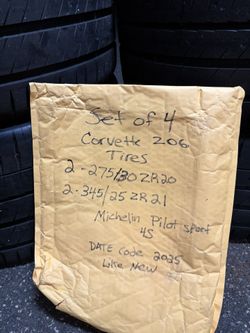 Set of 4
Corvette Z06
Tires
2-275/30ZR20
2-345/25ZR21
Michelin Pilot Sport
4S
DATE Code 2025
Like New